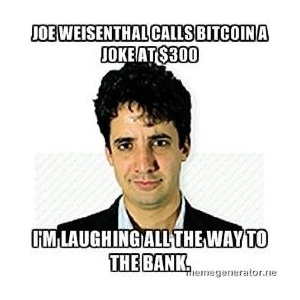 JOE WEISENTHAL CALLS BITCOIN A
JOKE AT $300
I'M LAUGHING ALL THE WAY TO
THE BANK.
memegenerator.ne